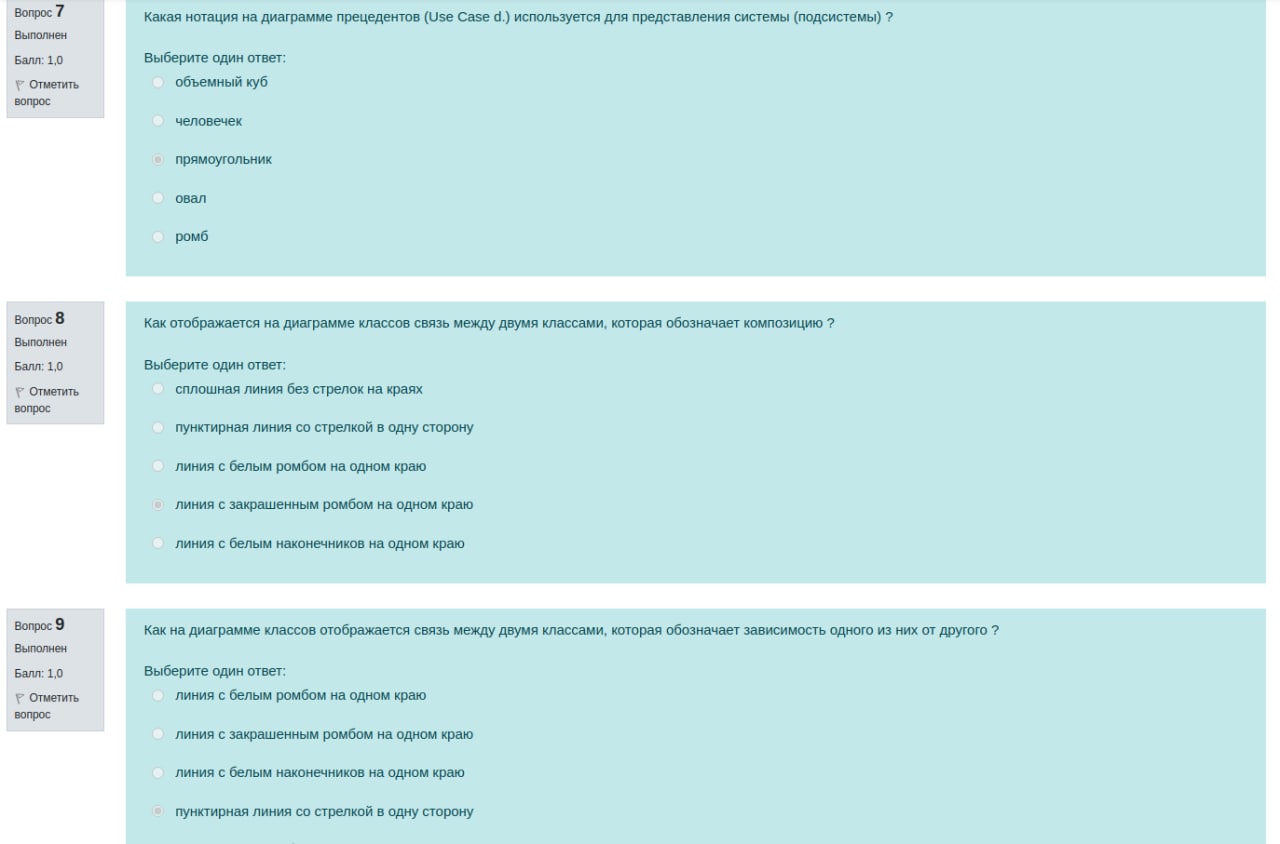 Вопрос 7
Выполнен
Балл: 1,0
Отметить
вопрос
Какая нотация на диаграмме прецедентов (Use Case d.) используется для представления системы (подсистемы) ?
Выберите один ответ:
объемный куб
человечек
прямоугольник
овал
ромб
Вопрос 8
Выполнен
Балл: 1,0
Отметить
вопрос
Как отображается на диаграмме классов связь между двумя классами, которая обозначает композицию ?
Выберите один ответ:
сплошная линия без стрелок на краях
пунктирная линия со стрелкой в одну сторону
линия с белым ромбом на одном краю
линия с закрашенным ромбом на одном краю
линия с белым наконечников на одном краю
Вопрос 9
Выполнен
Балл: 1,0
Отметить
вопрос
Как на диаграмме классов отображается связь между двумя классами, которая обозначает зависимость одного из них от другого ?
Выберите один ответ:
линия с белым ромбом на одном краю
линия с закрашенным ромбом на одном краю
линия с белым наконечников на одном краю
пунктирная линия со стрелкой в одну сторону